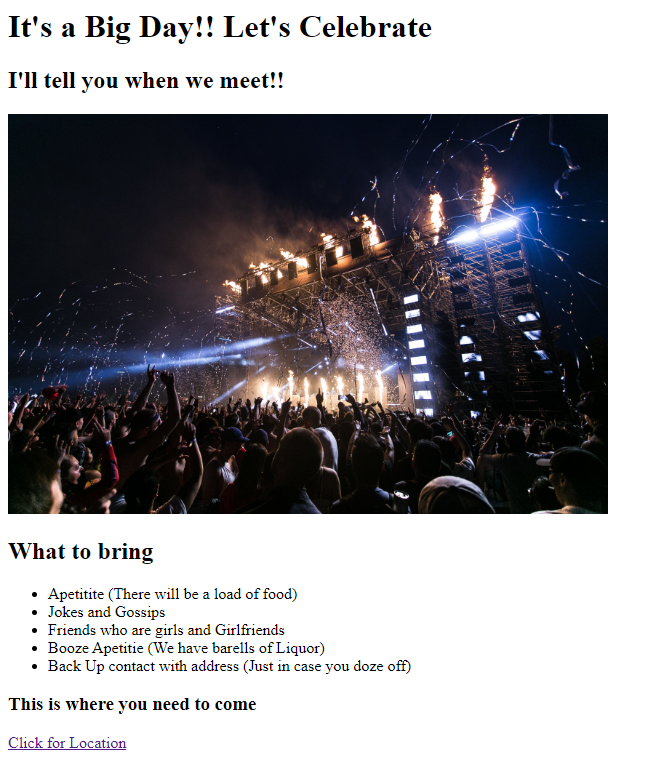 It's a Big Day!! Let's Celebrate
I'll tell you when we meet!!
What to bring
Apetitite (There will be a load of food)
Jokes and Gossips
Friends who are girls and Girlfriends
Booze Apetitie (We have barells of Liquor)
Back Up contact with address (Just in case you doze off)
This is where you need to come
Click for Location